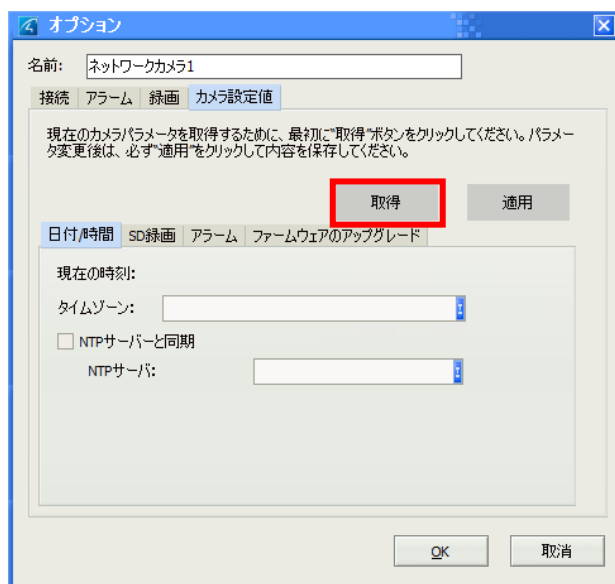 オプション
名前: ネットワークカメラ1
接続 アラーム 録画 カメラ設定値
現在のカメラパラメータを取得するために、最初に"取得"ボタンをクリックしてください。パラメー
タ変更後は、必ず"適用"をクリックして内容を保存してください。
取得 適用
日付/時間 SD録画 アラーム ファームウェアのアップグレード
現在の時刻:
タイムゾーン:
NTPサーバーと同期
NTPサーバ:
OK 取消